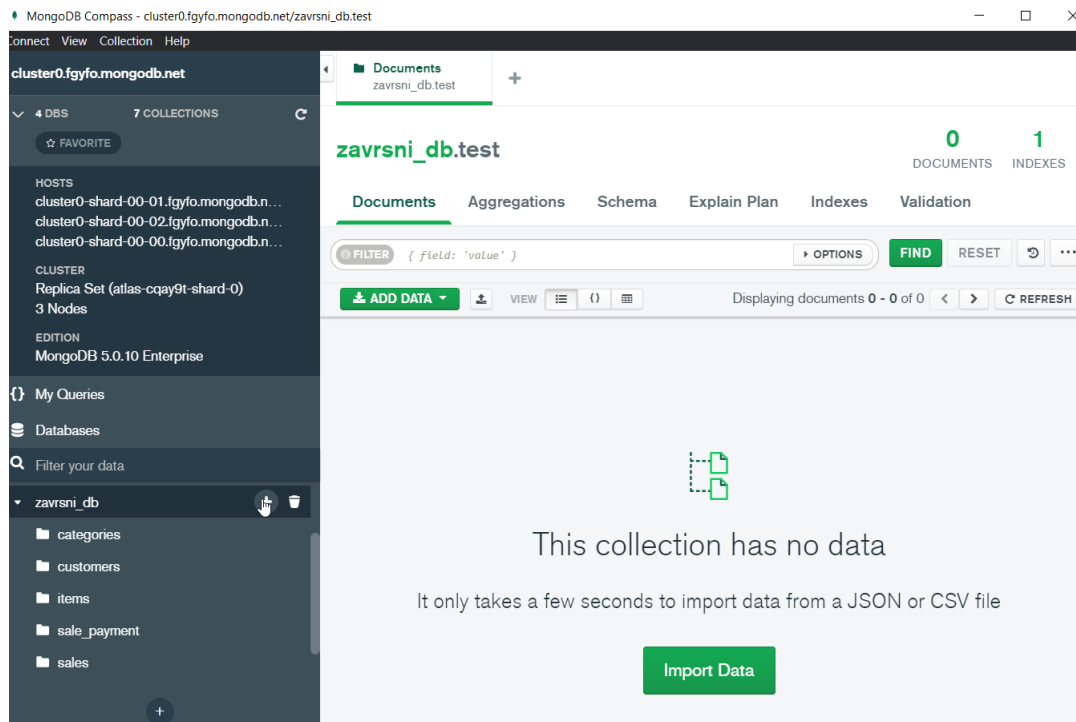 MongoDB Compass - cluster0.fgyfo.mongodb.net/zavrsni_db.test
Connect View Collection Help
cluster0.fgyfo.mongodb.net
4 DBS 7 COLLECTIONS
FAVORITE
HOSTS
cluster0-shard-00-01.fgyfo.mongodb.n...
cluster0-shard-00-02.fgyfo.mongodb.n...
cluster0-shard-00-00.fgyfo.mongodb.n...
CLUSTER
Replica Set (atlas-cqay9t-shard-0)
3 Nodes
EDITION
MongoDB 5.0.10 Enterprise
{} My Queries
Databases
Filter your data
zavrsni_db
categories
customers
items
sale_payment
sales
+
Documents
zavrsni_db.test
+
zavrsni_db.test
0
DOCUMENTS
1
INDEXES
Documents Aggregations Schema Explain Plan Indexes Validation
FILTER { field: 'value' } OPTIONS FIND RESET ...
ADD DATA VIEW {} Displaying documents 0 - 0 of 0 < > REFRESH
This collection has no data
It only takes a few seconds to import data from a JSON or CSV file
Import Data